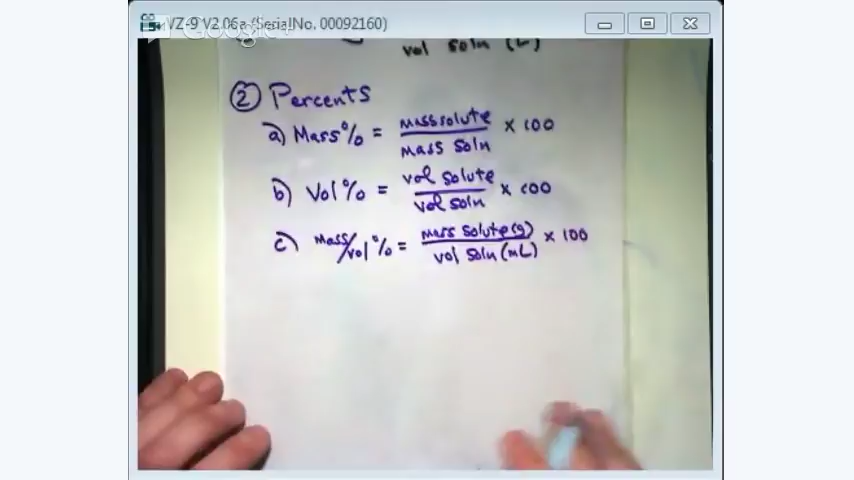 VZ-9 V2.06a (SerialNo. 00092160)
Google+
vol soln (L)
② Percents
a) Mass% = mass solute / mass soln × 100
b) Vol% = vol solute / vol soln × 100
c) Mass/vol% = mass solute(g) / vol soln (mL) × 100